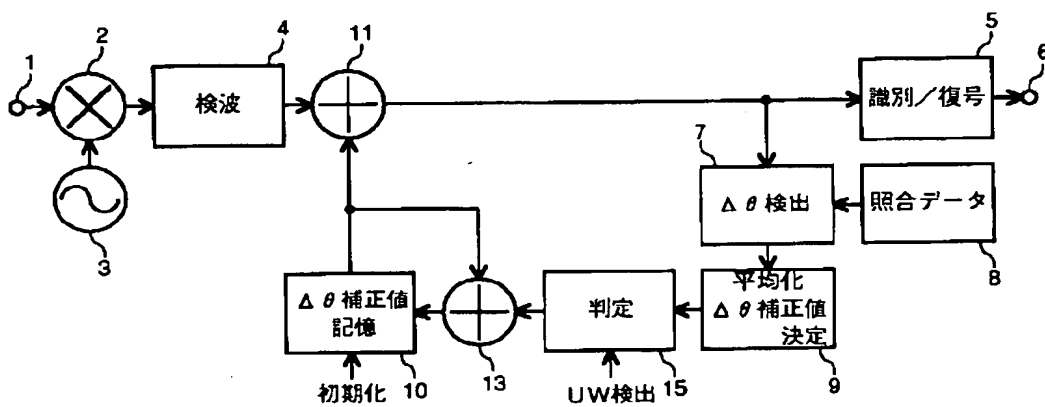 1
2
3
4
検波
11
5
識別／復号
6
7
Δθ検出
照合データ
8
平均化
Δθ補正値
決定
9
判定
15
UW検出
13
Δθ補正値
記憶
10
初期化